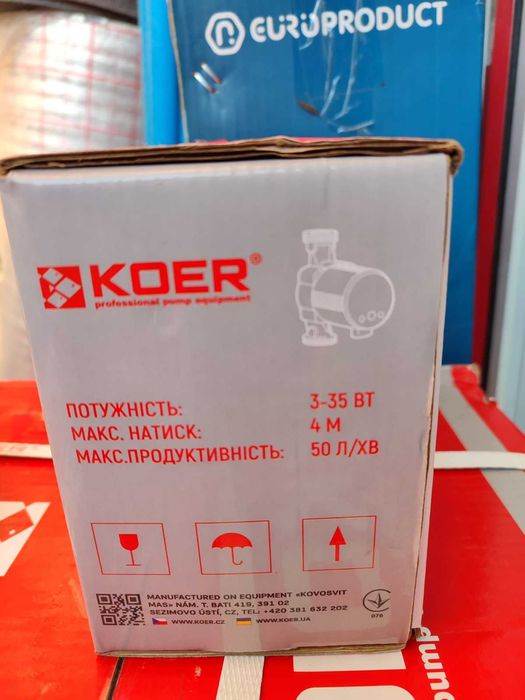 EUROPRODUCT
KOER®
professional pump equipment
ПОТУЖНІСТЬ: 3-35 ВТ
МАКС. НАТИСК: 4 М
МАКС.ПРОДУКТИВНІСТЬ: 50 Л/ХВ
MANUFACTURED ON EQUIPMENT «KOVOSVIT
MAS» NÁM. T. BATI 419, 391 02
SEZIMOVO ÚSTÍ, CZ, TEL: +420 381 632 202
WWW.KOER.CZ WWW.KOER.UA
076
pump